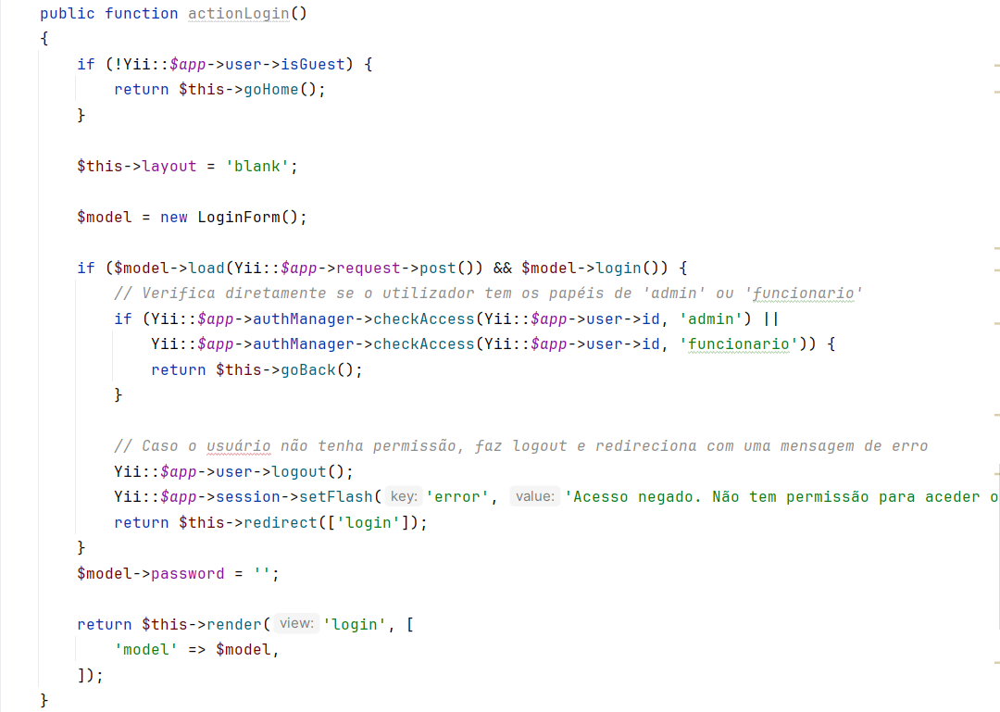 public function actionLogin()
{
    if (!Yii::$app->user->isGuest) {
        return $this->goHome();
    }

    $this->layout = 'blank';

    $model = new LoginForm();

    if ($model->load(Yii::$app->request->post()) && $model->login()) {
        // Verifica diretamente se o utilizador tem os papéis de 'admin' ou 'funcionario'
        if (Yii::$app->authManager->checkAccess(Yii::$app->user->id, 'admin') ||
            Yii::$app->authManager->checkAccess(Yii::$app->user->id, 'funcionario')) {
            return $this->goBack();
        }

        // Caso o usuário não tenha permissão, faz logout e redireciona com uma mensagem de erro
        Yii::$app->user->logout();
        Yii::$app->session->setFlash( key: 'error', value: 'Acesso negado. Não tem permissão para aceder o
        return $this->redirect(['login']);
    }
    $model->password = '';

    return $this->render( view: 'login', [
        'model' => $model,
    ]);
}